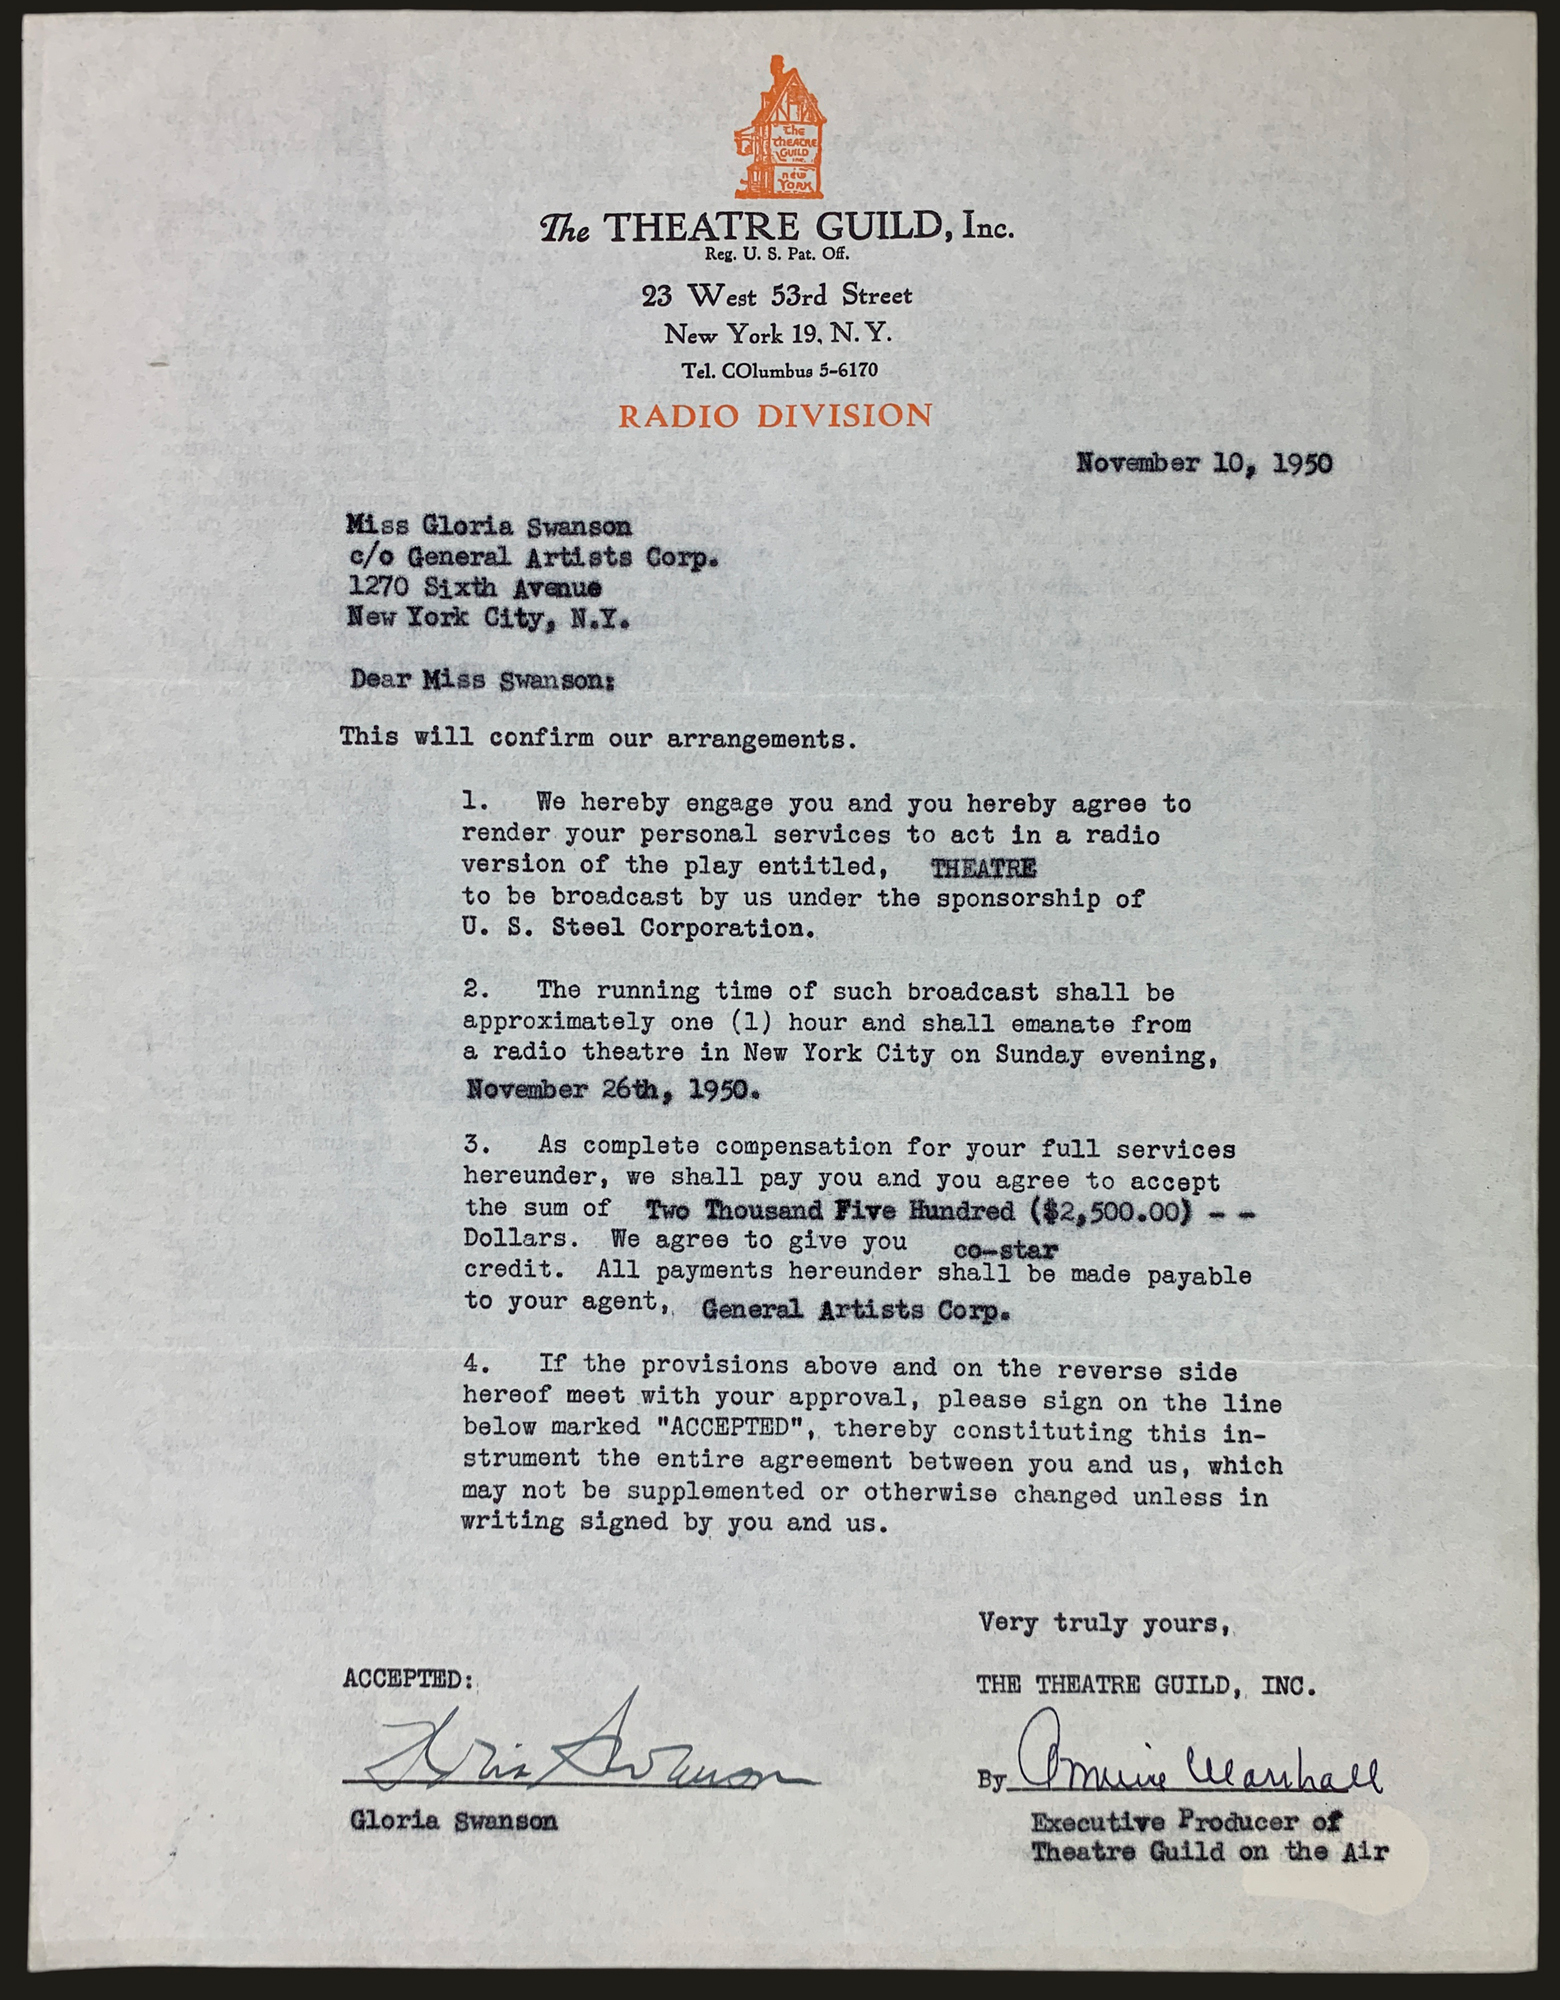 The
THEATRE
GUILD
INC.
new
YORK
The THEATRE GUILD, Inc.
Reg. U. S. Pat. Off.
23 West 53rd Street
New York 19, N. Y.
Tel. COlumbus 5-6170
RADIO DIVISION
November 10, 1950
Miss Gloria Swanson
c/o General Artists Corp.
1270 Sixth Avenue
New York City, N.Y.
Dear Miss Swanson:
This will confirm our arrangements.
1. We hereby engage you and you hereby agree to
render your personal services to act in a radio
version of the play entitled, THEATRE
to be broadcast by us under the sponsorship of
U. S. Steel Corporation.
2. The running time of such broadcast shall be
approximately one (1) hour and shall emanate from
a radio theatre in New York City on Sunday evening,
November 26th, 1950.
3. As complete compensation for your full services
hereunder, we shall pay you and you agree to accept
the sum of Two Thousand Five Hundred ($2,500.00) - -
Dollars. We agree to give you co-star
credit. All payments hereunder shall be made payable
to your agent, General Artists Corp.
4. If the provisions above and on the reverse side
hereof meet with your approval, please sign on the line
below marked "ACCEPTED", thereby constituting this in-
strument the entire agreement between you and us, which
may not be supplemented or otherwise changed unless in
writing signed by you and us.
Very truly yours,
ACCEPTED:
THE THEATRE GUILD, INC.
Gloria Swanson
By Armina Marshall
Gloria Swanson
Executive Producer of
Theatre Guild on the Air